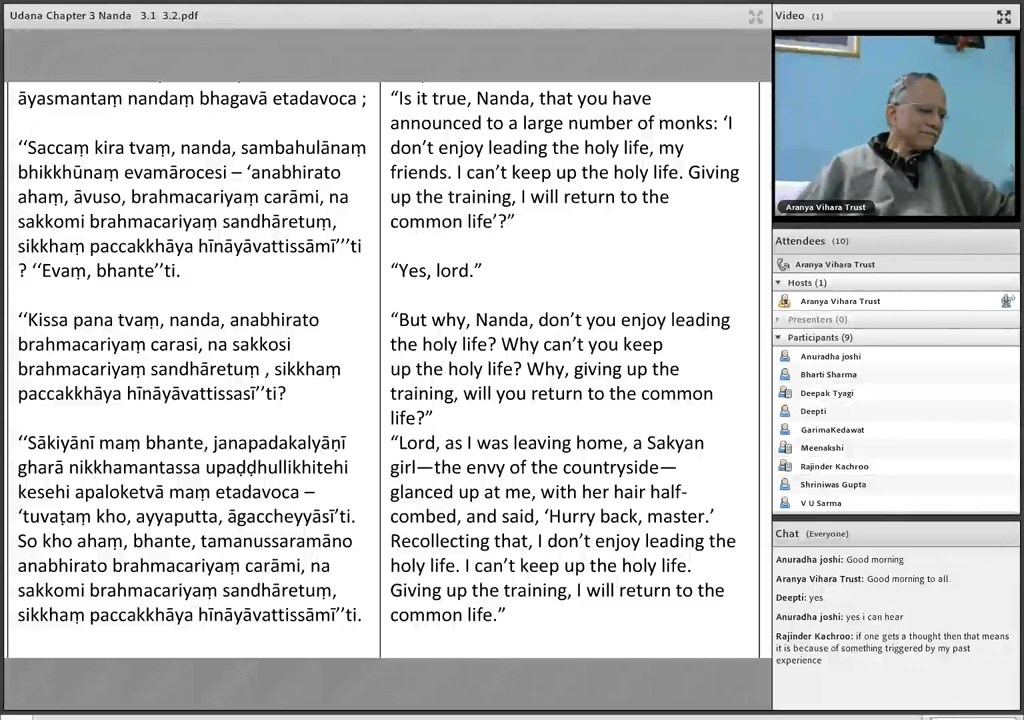 Udana Chapter 3 Nanda 3.1 3.2.pdf
āyasmantaṃ nandaṃ bhagavā etadavoca ;
‘‘Saccaṃ kira tvaṃ, nanda, sambahulānaṃ
bhikkhūnaṃ evamārocesi – ‘anabhirato
ahaṃ, āvuso, brahmacariyaṃ carāmi, na
sakkomi brahmacariyaṃ sandhāretuṃ,
sikkhaṃ paccakkhāya hīnāyāvattissāmī’’’ti
? ‘‘Evaṃ, bhante’’ti.
‘‘Kissa pana tvaṃ, nanda, anabhirato
brahmacariyaṃ carasi, na sakkosi
brahmacariyaṃ sandhāretuṃ , sikkhaṃ
paccakkhāya hīnāyāvattissasī’’ti?
‘‘Sākiyānī maṃ bhante, janapadakalyāṇī
gharā nikkhamantassa upaḍḍhullikhitehi
kesehi apaloketvā maṃ etadavoca –
‘tuvaṭaṃ kho, ayyaputta, āgaccheyyāsī’ti.
So kho ahaṃ, bhante, tamanussaramāno
anabhirato brahmacariyaṃ carāmi, na
sakkomi brahmacariyaṃ sandhāretuṃ,
sikkhaṃ paccakkhāya hīnāyāvattissāmī’’ti.
“Is it true, Nanda, that you have
announced to a large number of monks: ‘I
don’t enjoy leading the holy life, my
friends. I can’t keep up the holy life. Giving
up the training, I will return to the
common life’?”
“Yes, lord.”
“But why, Nanda, don’t you enjoy leading
the holy life? Why can’t you keep
up the holy life? Why, giving up the
training, will you return to the common
life?”
“Lord, as I was leaving home, a Sakyan
girl—the envy of the countryside—
glanced up at me, with her hair half-
combed, and said, ‘Hurry back, master.’
Recollecting that, I don’t enjoy leading the
holy life. I can’t keep up the holy life.
Giving up the training, I will return to the
common life.”
Video (1)
Aranya Vihara Trust
Attendees (10)
Aranya Vihara Trust
Hosts (1)
Aranya Vihara Trust
Presenters (0)
Participants (9)
Anuradha joshi
Bharti Sharma
Deepak Tyagi
Deepti
GarimaKedawat
Meenakshi
Rajinder Kachroo
Shriniwas Gupta
V U Sarma
Chat (Everyone)
Anuradha joshi: Good morning
Aranya Vihara Trust: Good morning to all.
Deepti: yes
Anuradha joshi: yes i can hear
Rajinder Kachroo: if one gets a thought then that means
it is because of something triggered by my past
experience